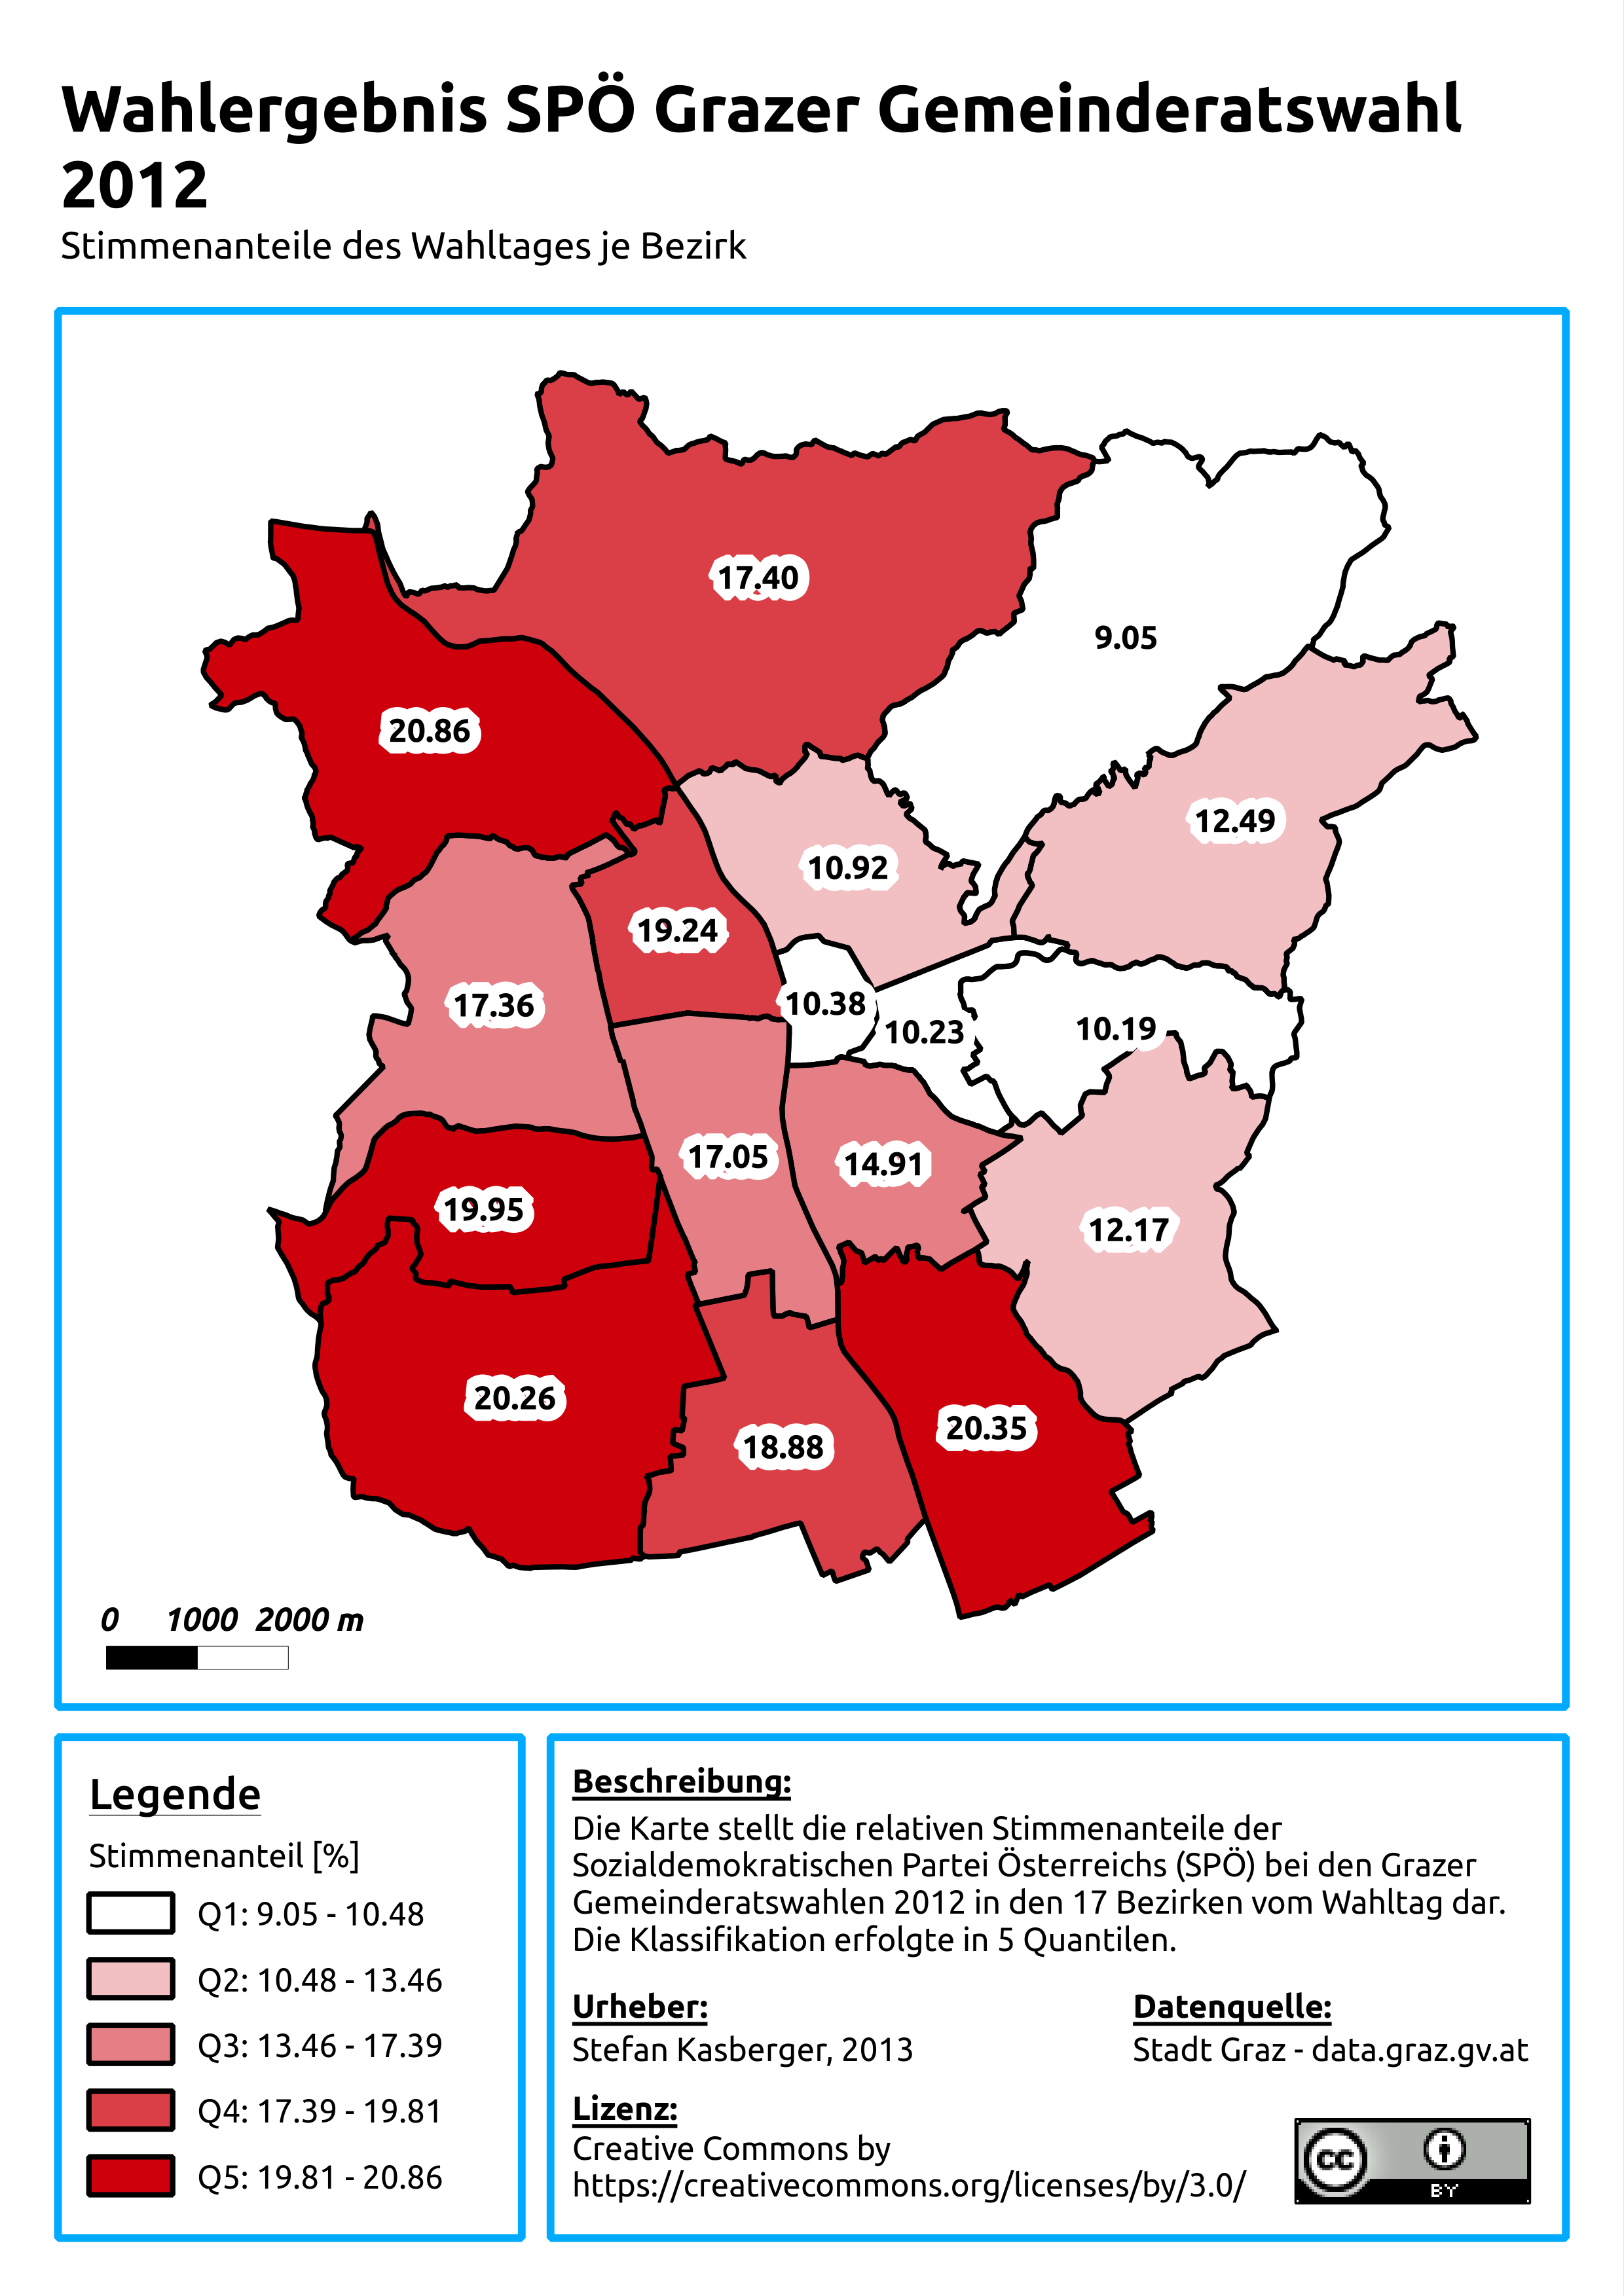 Wahlergebnis SPÖ Grazer Gemeinderatswahl
2012
Stimmenanteile des Wahltages je Bezirk
17.40
9.05
20.86
12.49
10.92
19.24
17.36
10.38
10.23
10.19
17.05
14.91
19.95
12.17
20.26
20.35
18.88
0 1000 2000 m
Legende
Stimmenanteil [%]
Q1: 9.05 - 10.48
Q2: 10.48 - 13.46
Q3: 13.46 - 17.39
Q4: 17.39 - 19.81
Q5: 19.81 - 20.86
Beschreibung:
Die Karte stellt die relativen Stimmenanteile der
Sozialdemokratischen Partei Österreichs (SPÖ) bei den Grazer
Gemeinderatswahlen 2012 in den 17 Bezirken vom Wahltag dar.
Die Klassifikation erfolgte in 5 Quantilen.
Urheber:
Stefan Kasberger, 2013
Datenquelle:
Stadt Graz - data.graz.gv.at
Lizenz:
Creative Commons by
https://creativecommons.org/licenses/by/3.0/
cc
BY